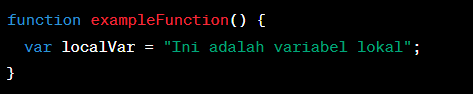 function exampleFunction() {
  var localVar = "Ini adalah variabel lokal";
}